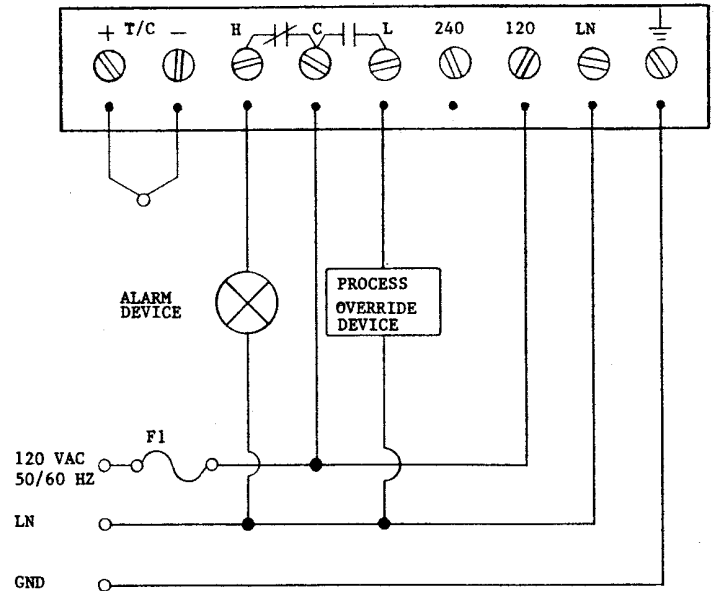 + T/C - H C L 240 120 LN
ALARM
DEVICE
PROCESS
OVERRIDE
DEVICE
F1
120 VAC
50/60 HZ
LN
GND